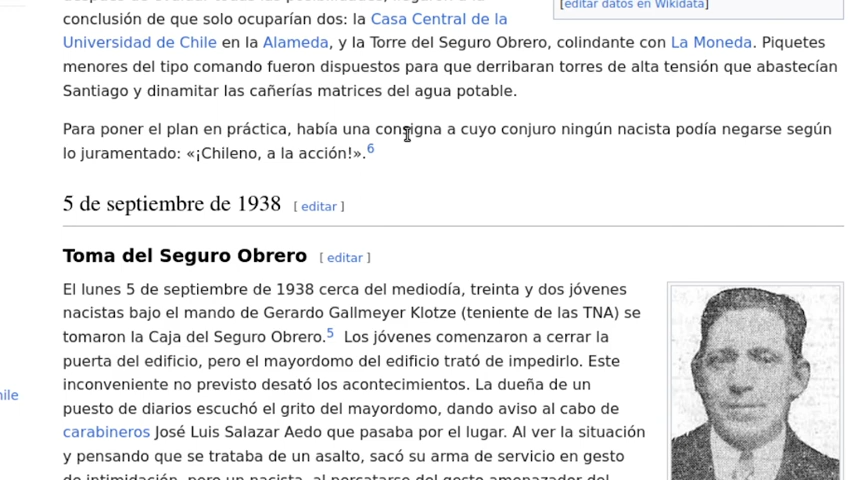 [editar datos en Wikidata]
conclusión de que solo ocuparían dos: la Casa Central de la
Universidad de Chile en la Alameda, y la Torre del Seguro Obrero, colindante con La Moneda. Piquetes
menores del tipo comando fueron dispuestos para que derribaran torres de alta tensión que abastecían
Santiago y dinamitar las cañerías matrices del agua potable.
Para poner el plan en práctica, había una consigna a cuyo conjuro ningún nacista podía negarse según
lo juramentado: «¡Chileno, a la acción!».6
5 de septiembre de 1938 [ editar ]
Toma del Seguro Obrero [ editar ]
El lunes 5 de septiembre de 1938 cerca del mediodía, treinta y dos jóvenes
nacistas bajo el mando de Gerardo Gallmeyer Klotze (teniente de las TNA) se
tomaron la Caja del Seguro Obrero.5 Los jóvenes comenzaron a cerrar la
puerta del edificio, pero el mayordomo del edificio trató de impedirlo. Este
inconveniente no previsto desató los acontecimientos. La dueña de un
puesto de diarios escuchó el grito del mayordomo, dando aviso al cabo de
carabineros José Luis Salazar Aedo que pasaba por el lugar. Al ver la situación
y pensando que se trataba de un asalto, sacó su arma de servicio en gesto